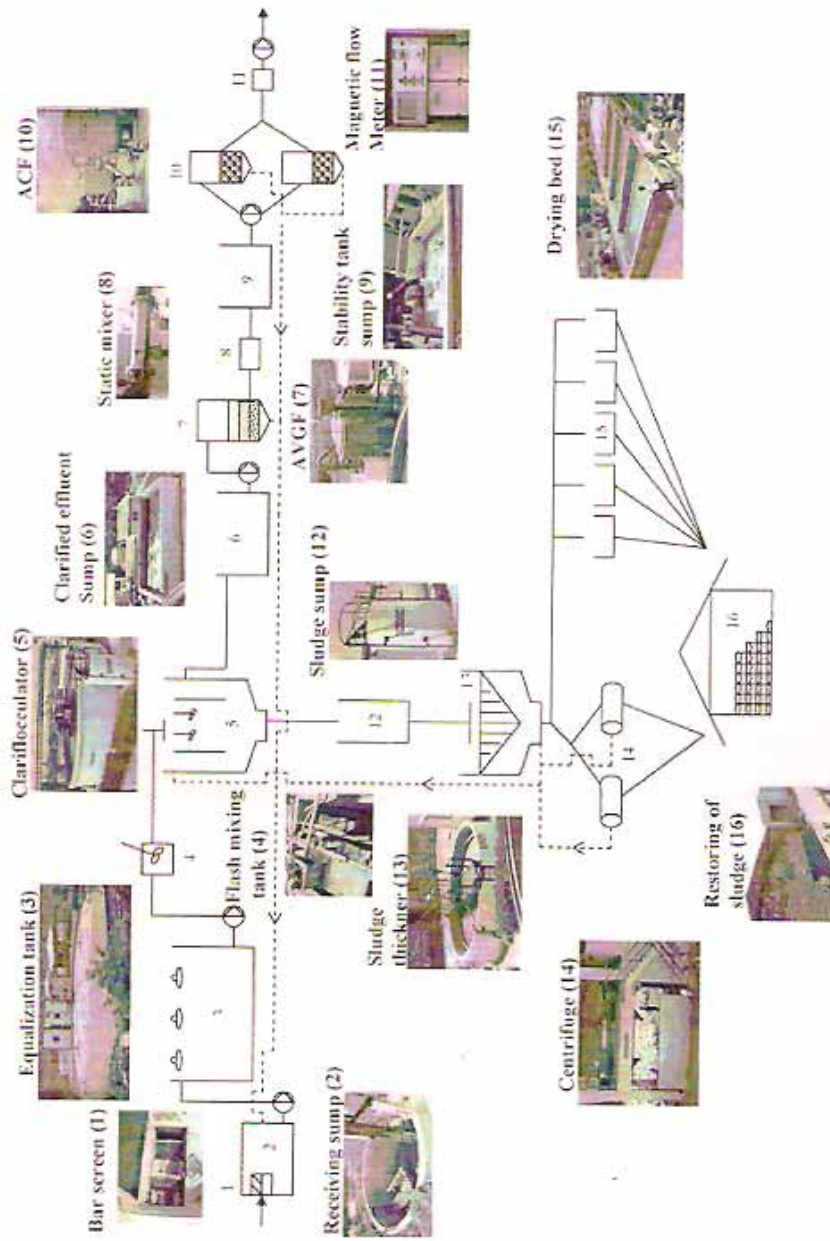 Bar screen (1)
Equalization tank (3)
Clariflocculator (5)
Clarified effluent
Sump (6)
Static mixer (8)
ACF (10)
1
2
3
4
5
6
7
8
9
10
11
Receiving sump (2)
Flash mixing
tank (4)
AVGF (7)
Stability tank
sump (9)
Magnetic flow
Meter (11)
Sludge
thickner (13)
Sludge sump (12)
12
13
14
15
16
Centrifuge (14)
Restoring of
sludge (16)
Drying bed (15)